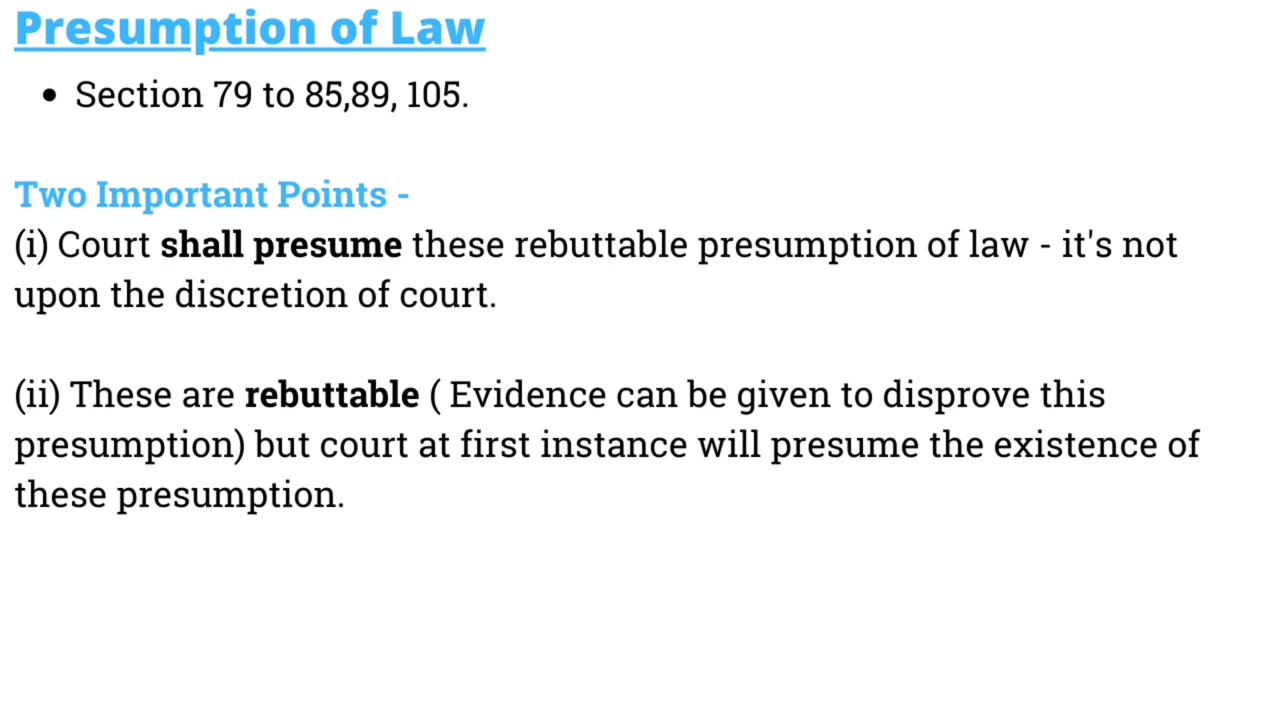 Presumption of Law
• Section 79 to 85,89, 105.
Two Important Points -
(i) Court shall presume these rebuttable presumption of law - it's not
upon the discretion of court.
(ii) These are rebuttable ( Evidence can be given to disprove this
presumption) but court at first instance will presume the existence of
these presumption.